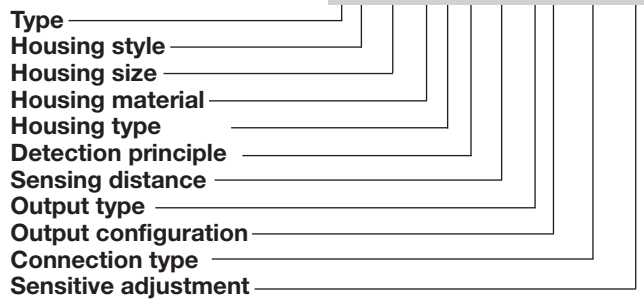 Type
Housing style
Housing size
Housing material
Housing type
Detection principle
Sensing distance
Output type
Output configuration
Connection type
Sensitive adjustment